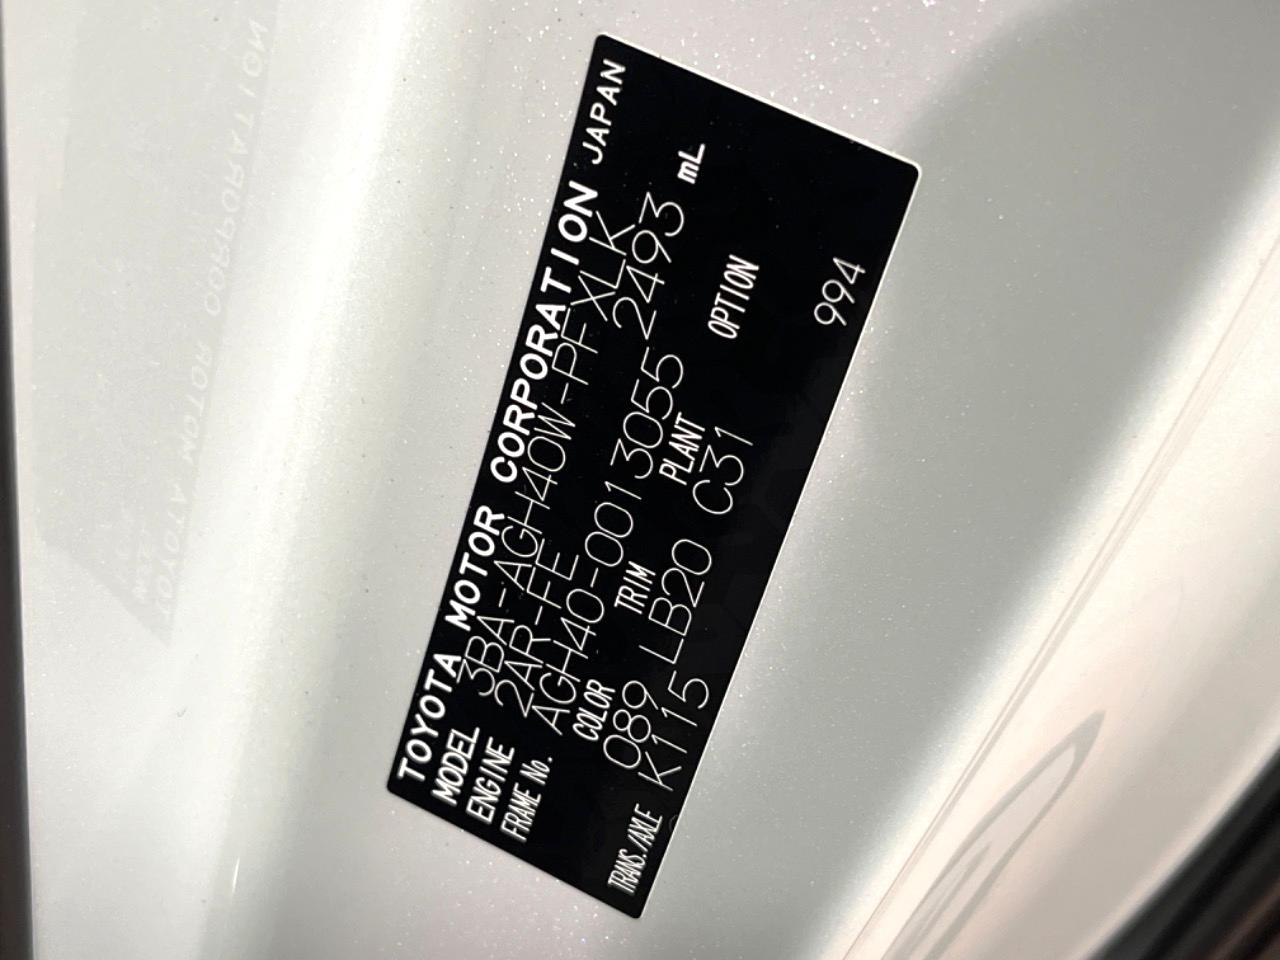 TOYOTA MOTOR CORPORATION JAPAN
MODEL 3BA-AGH40W-PFXLK
ENGINE 2AR-FE 2493 mL
FRAME No. AGH40-0013055
COLOR TRIM PLANT OPTION
089 LB20 C31
TRANS./AXLE K115 994